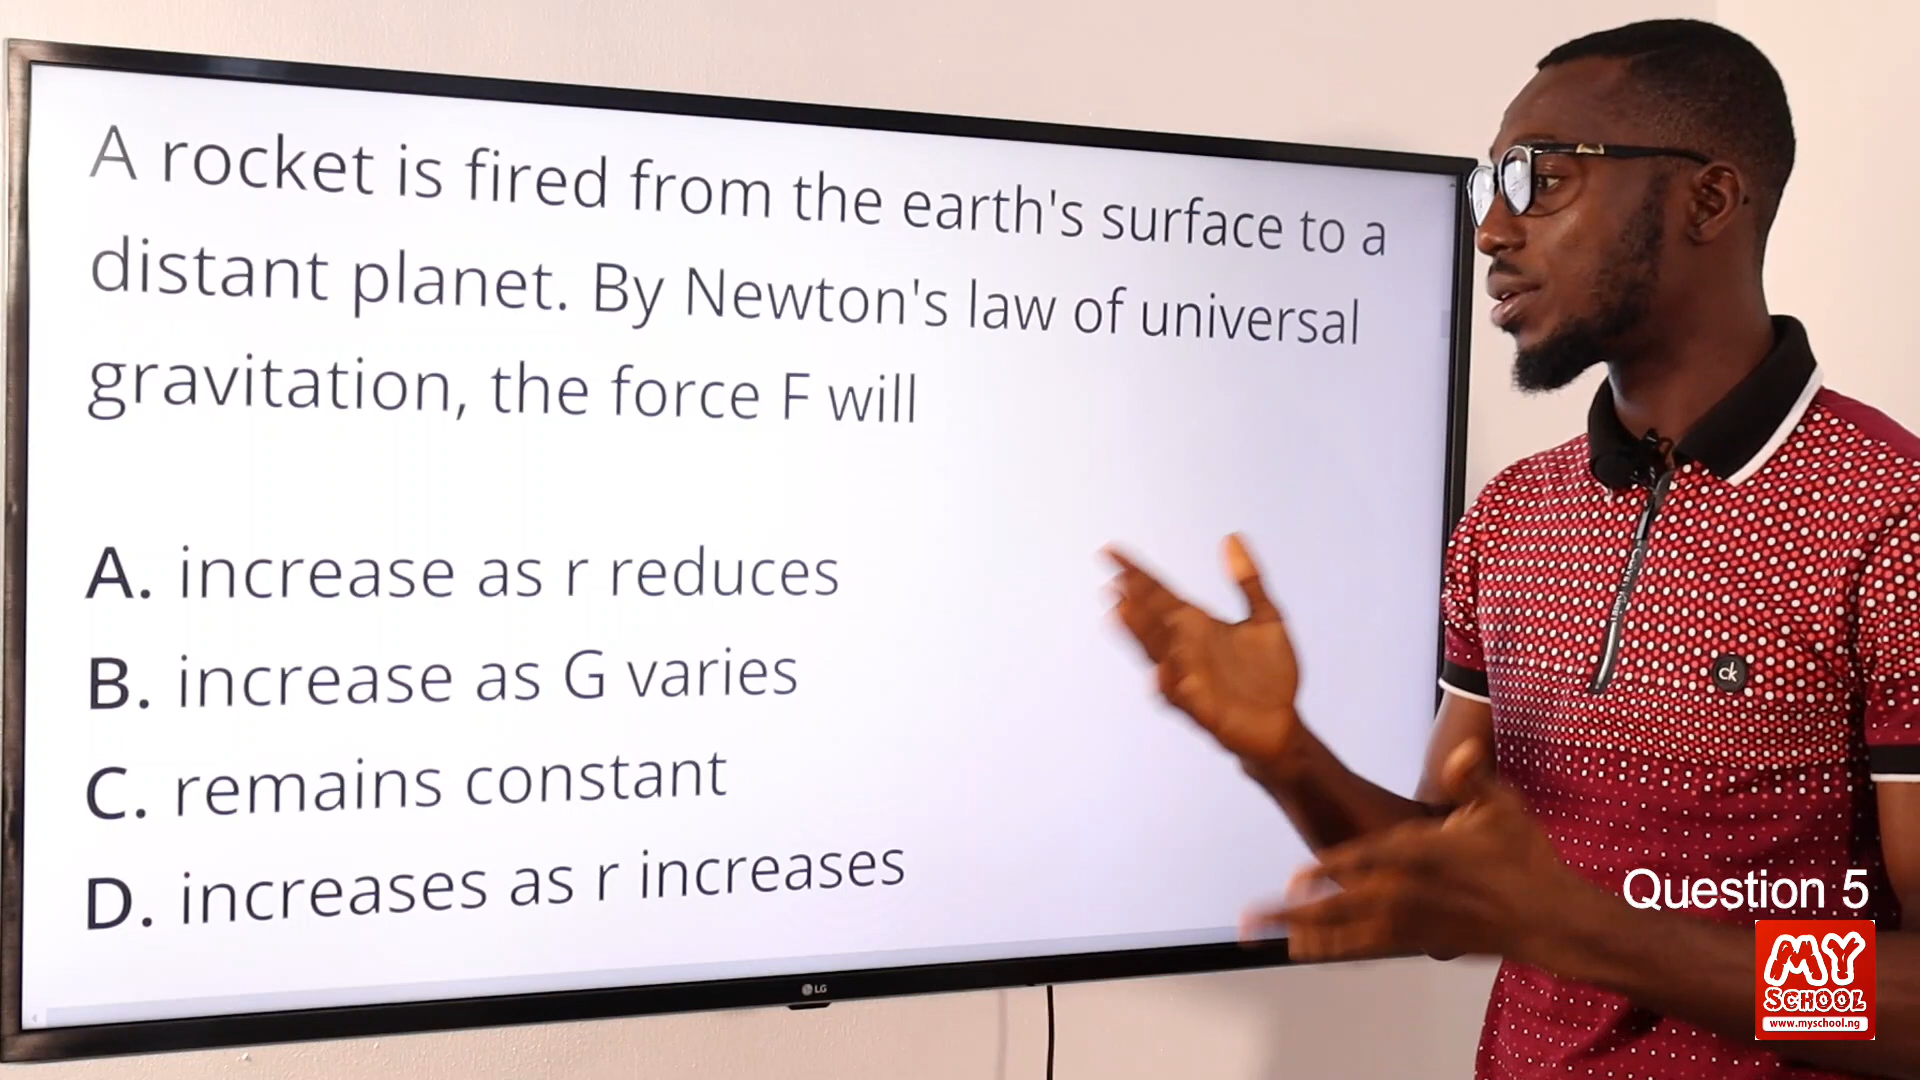 A rocket is fired from the earth's surface to a
distant planet. By Newton's law of universal
gravitation, the force F will
A. increase as r reduces
B. increase as G varies
C. remains constant
D. increases as r increases
LG
ck
Question 5
MY
SCHOOL
www.myschool.ng